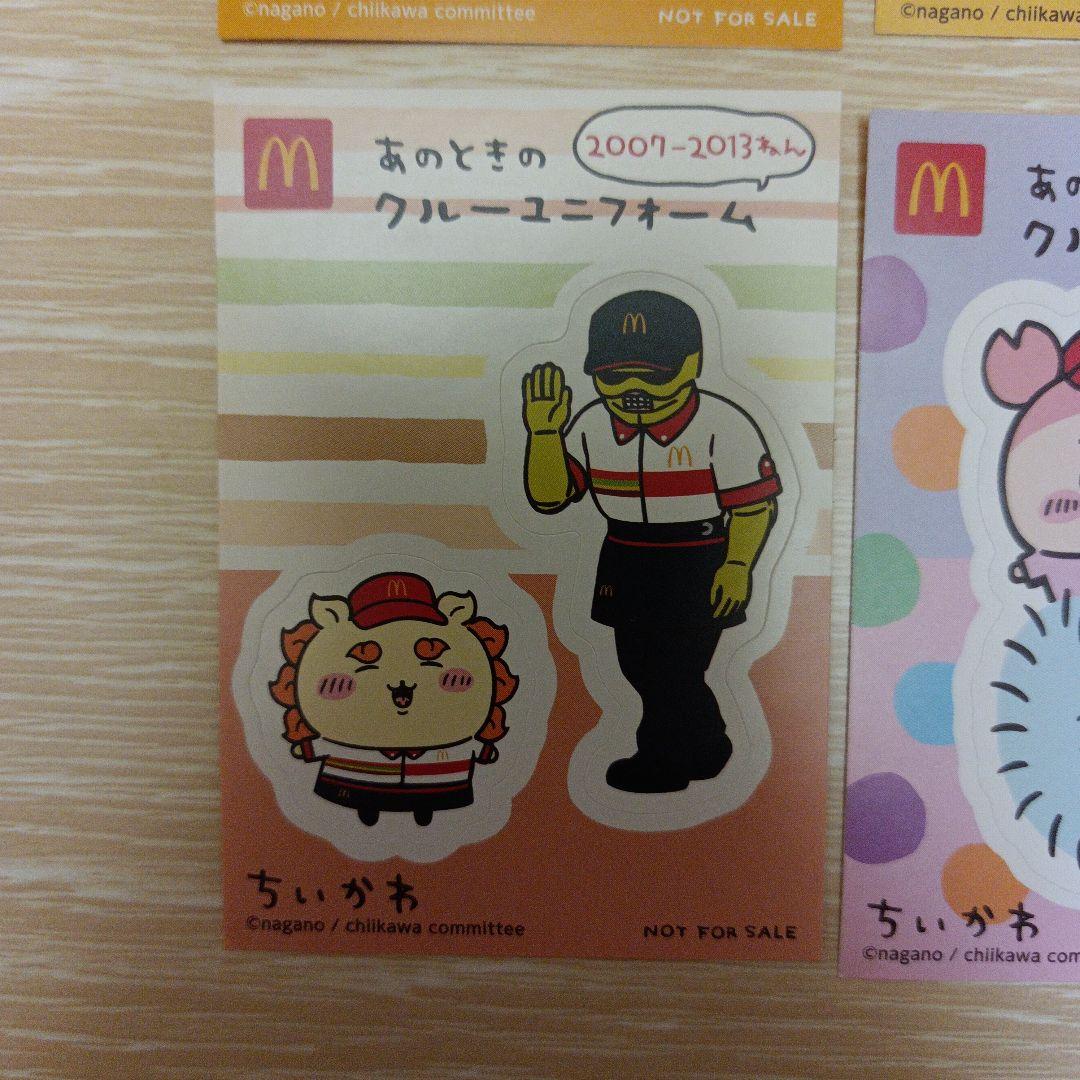 ©nagano / chiikawa committee
NOT FOR SALE
©nagano / chiikawa
あのときの
2007-2013ねん
クルーユニフォーム
ちいかわ
©nagano / chiikawa committee
NOT FOR SALE
あの
クル
ちいかわ
©nagano / chiikawa com